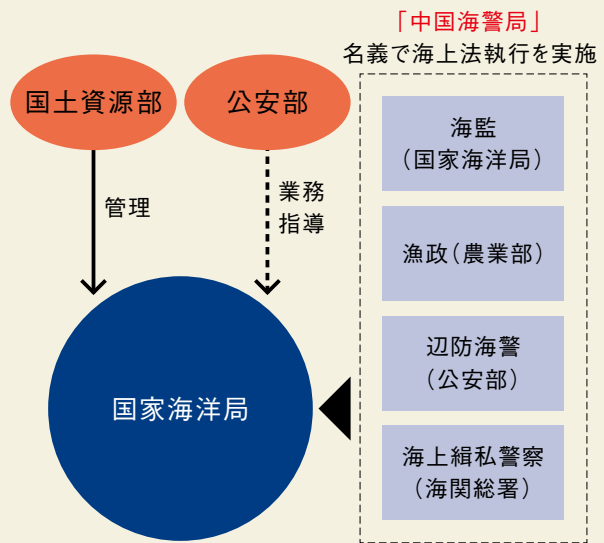 「中国海警局」
名義で海上法執行を実施
国土資源部
公安部
管理
業務
指導
国家海洋局
海監
（国家海洋局）
漁政（農業部）
辺防海警
（公安部）
海上緝私警察
（海関総署）